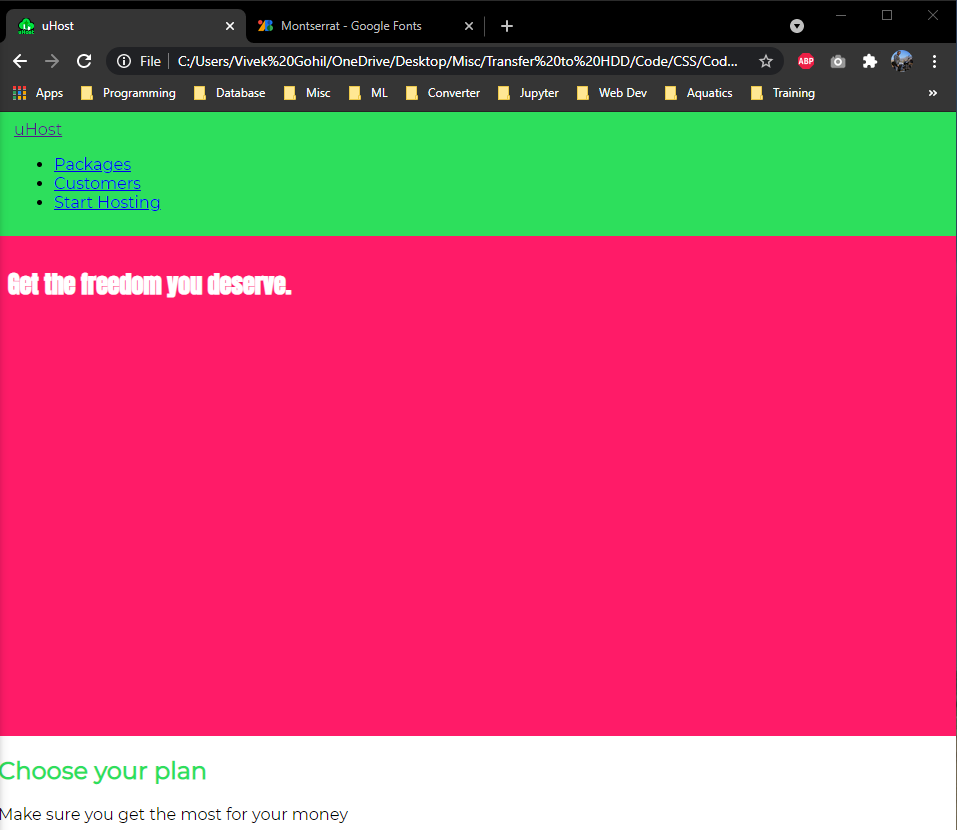 uHost
Montserrat - Google Fonts
File
C:/Users/Vivek%20Gohil/OneDrive/Desktop/Misc/Transfer%20to%20HDD/Code/CSS/Cod...
ABP
Apps Programming Database Misc ML Converter Jupyter Web Dev Aquatics Training »
uHost
• Packages
• Customers
• Start Hosting
Get the freedom you deserve.
Choose your plan
Make sure you get the most for your money